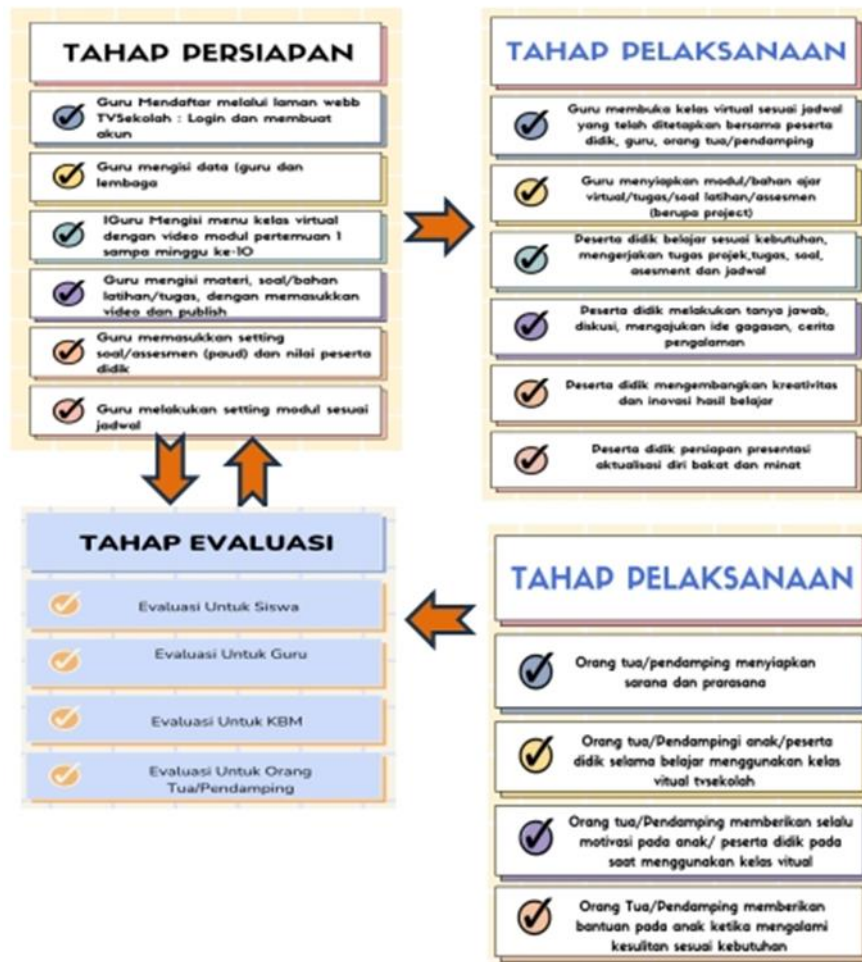 TAHAP PERSIAPAN
Guru Mendaftar melalui laman webb
TVSekolah : Login dan membuat
akun
Guru mengisi data (guru dan
lembaga
IGuru Mengisi menu kelas virtual
dengan video modul pertemuan 1
sampa minggu ke-10
Guru mengisi materi, soal/bahan
latihan/tugas, dengan memasukkan
video dan publish
Guru memasukkan setting
soal/assesmen (paud) dan nilai peserta
didik
Guru melakukan setting modul sesuai
jadwal
TAHAP PELAKSANAAN
Guru membuka kelas virtual sesuai jadwal
yang telah ditetapkan bersama peserta
didik, guru, orang tua/pendamping
Guru menyiapkan modul/bahan ajar
virtual/tugas/soal latihan/assesmen
(berupa project)
Peserta didik belajar sesuai kebutuhan,
mengerjakan tugas projek,tugas, soal,
asesment dan jadwal
Peserta didik melakukan tanya jawab,
diskusi, mengajukan ide gagasan, cerita
pengalaman
Peserta didik mengembangkan kreativitas
dan inovasi hasil belajar
Peserta didik persiapan presentasi
aktualisasi diri bakat dan minat
TAHAP PELAKSANAAN
Orang tua/pendamping menyiapkan
sarana dan prarasana
Orang tua/Pendampingi anak/peserta
didik selama belajar menggunakan kelas
vitual tvsekolah
Orang tua/Pendamping memberikan selalu
motivasi pada anak/ peserta didik pada
saat menggunakan kelas vitual
Orang Tua/Pendamping memberikan
bantuan pada anak ketika mengalami
kesulitan sesuai kebutuhan
TAHAP EVALUASI
Evaluasi Untuk Siswa
Evaluasi Untuk Guru
Evaluasi Untuk KBM
Evaluasi Untuk Orang
Tua/Pendamping